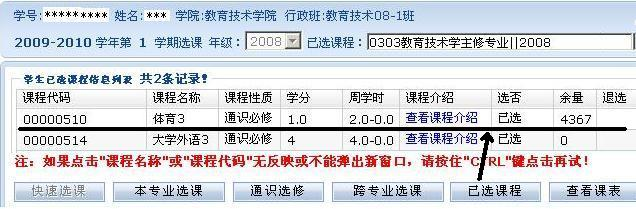 学号:********* 姓名:*** 学院:教育技术学院 行政班:教育技术08-1班
2009-2010 学年第 1 学期选课 年级: 2008 已选课程: 0303教育技术学主修专业||2008
学生已选课程信息列表 共2条记录!
课程代码 课程名称 课程性质 学分 周学时 课程介绍 选否 余量 退选
00000510 体育3 通识必修 1.0 2.0-0.0 查看课程介绍 已选 4367
00000514 大学外语3 通识必修 4 4.0-0.0 查看课程介绍 已选 0
注: 如果点击"课程名称"或"课程代码"无反映或不能弹出新窗口, 请按住"CTRL"键点击再试!
快速选课 本专业选课 通识选修 跨专业选课 已选课程 查看课表